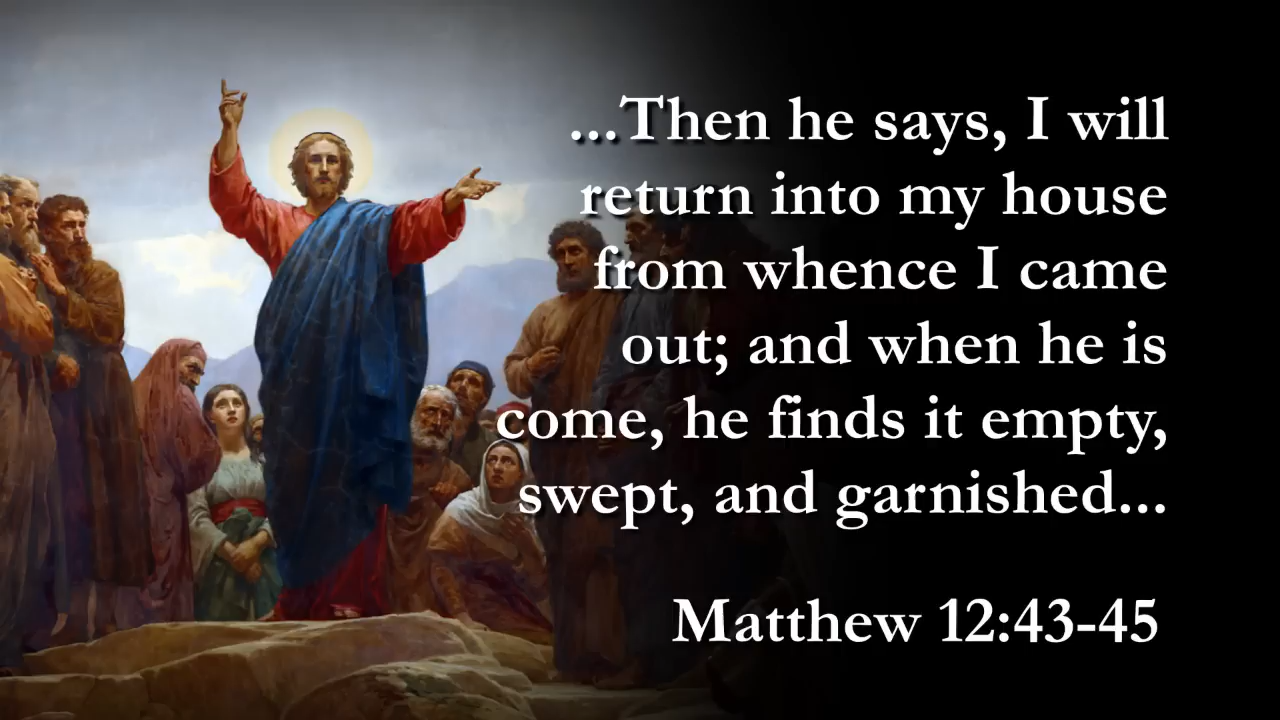 ...Then he says, I will
return into my house
from whence I came
out; and when he is
come, he finds it empty,
swept, and garnished...
Matthew 12:43-45